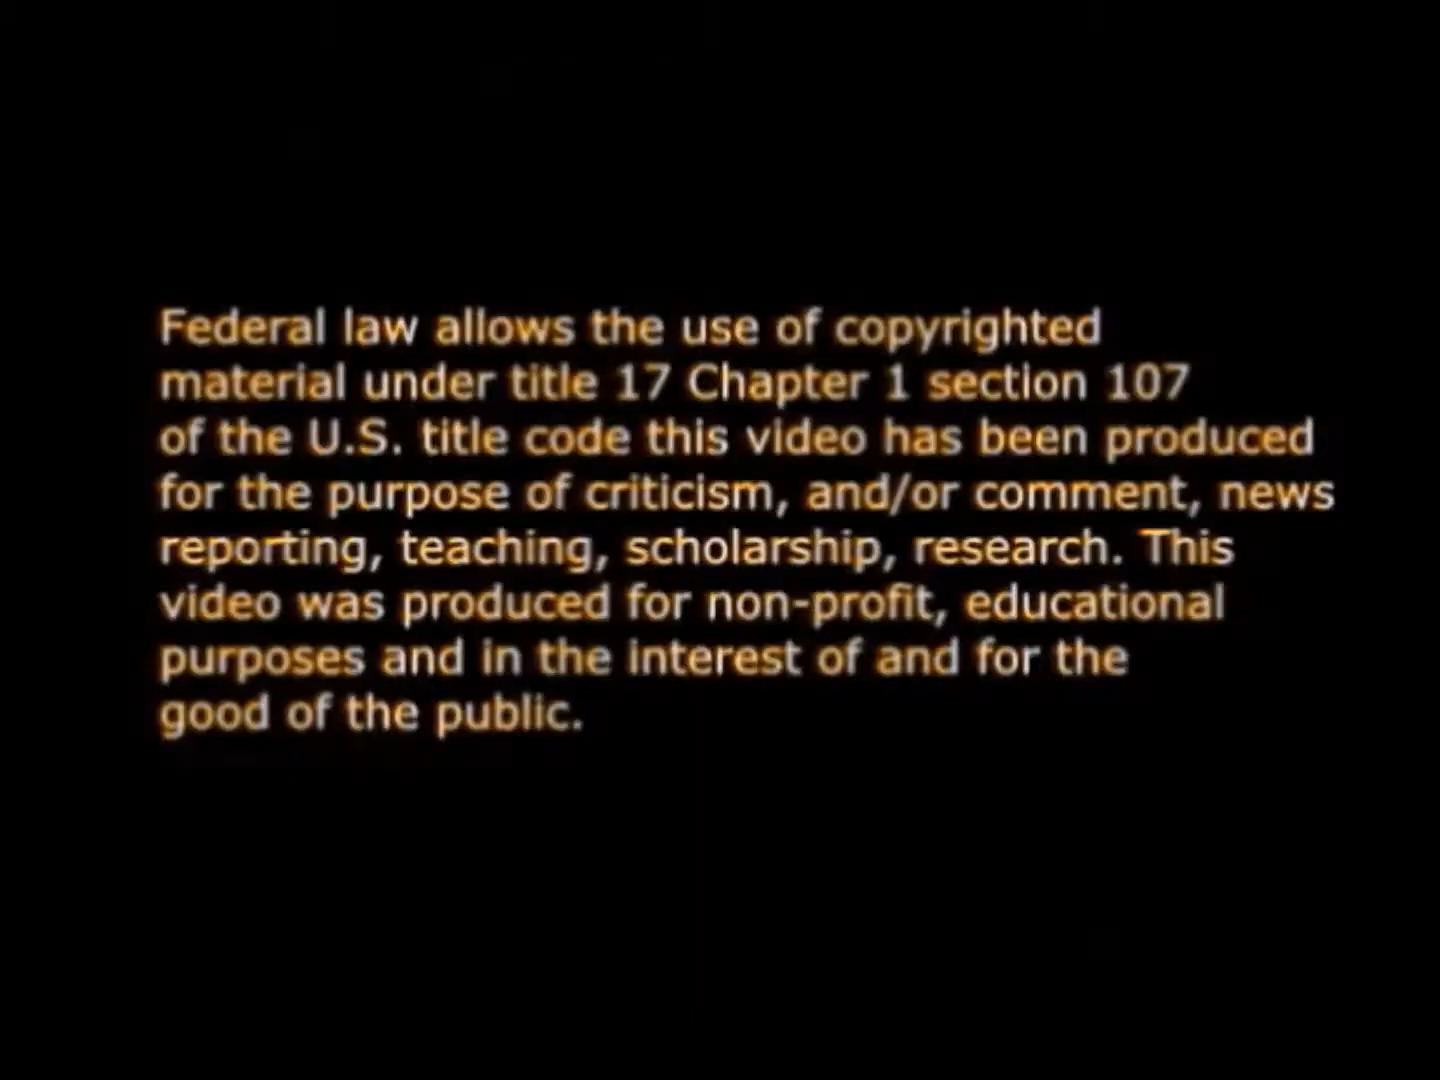 Federal law allows the use of copyrighted
material under title 17 Chapter 1 section 107
of the U.S. title code this video has been produced
for the purpose of criticism, and/or comment, news
reporting, teaching, scholarship, research. This
video was produced for non-profit, educational
purposes and in the interest of and for the
good of the public.